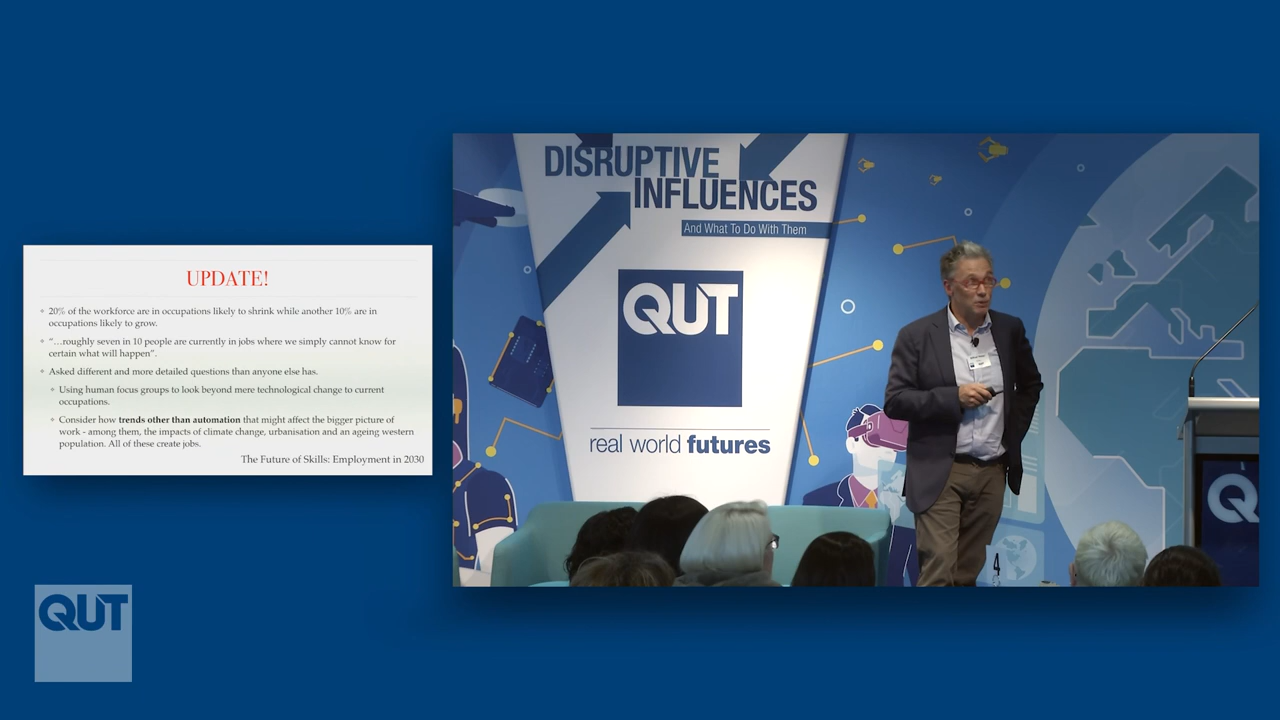 UPDATE!
20% of the workforce are in occupations likely to shrink while another 10% are in
occupations likely to grow.
"…roughly seven in 10 people are currently in jobs where we simply cannot know for
certain what will happen".
Asked different and more detailed questions than anyone else has.
Using human focus groups to look beyond mere technological change to current
occupations.
Consider how trends other than automation that might affect the bigger picture of
work - among them, the impacts of climate change, urbanisation and an ageing western
population. All of these create jobs.
The Future of Skills: Employment in 2030
QUT
DISRUPTIVE
INFLUENCES
And What To Do With Them
QUT
real world futures
4
QU